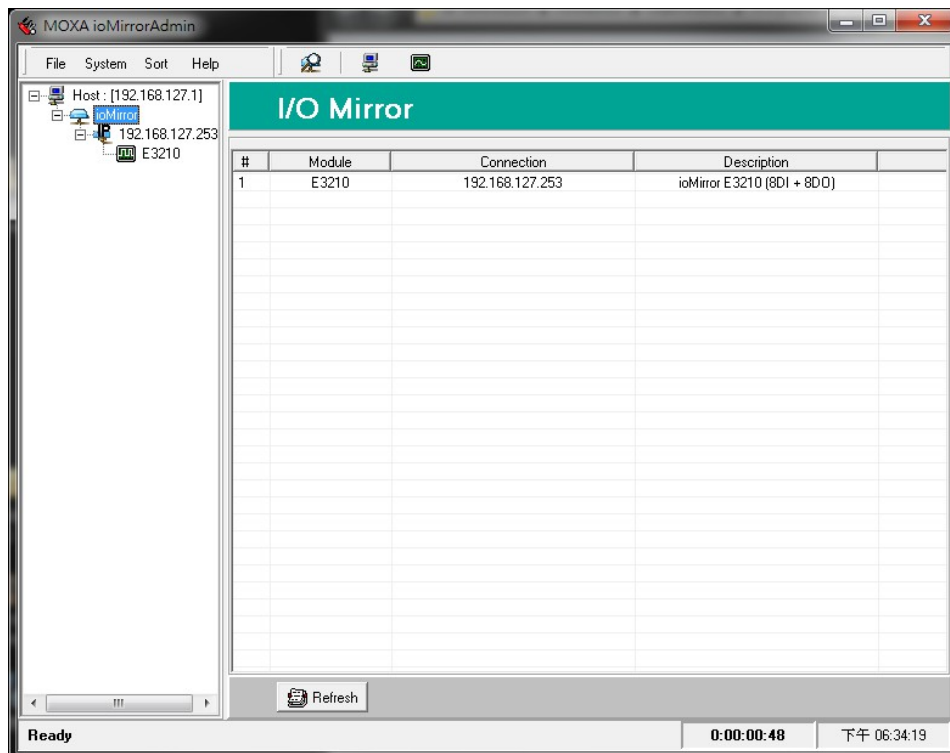 MOXA ioMirrorAdmin
File System Sort Help
Host : [192.168.127.1]
ioMirror
IP 192.168.127.253
E3210
I/O Mirror
# Module Connection Description
1 E3210 192.168.127.253 ioMirror E3210 (8DI + 8DO)
Refresh
Ready 0:00:00:48 下午 06:34:19